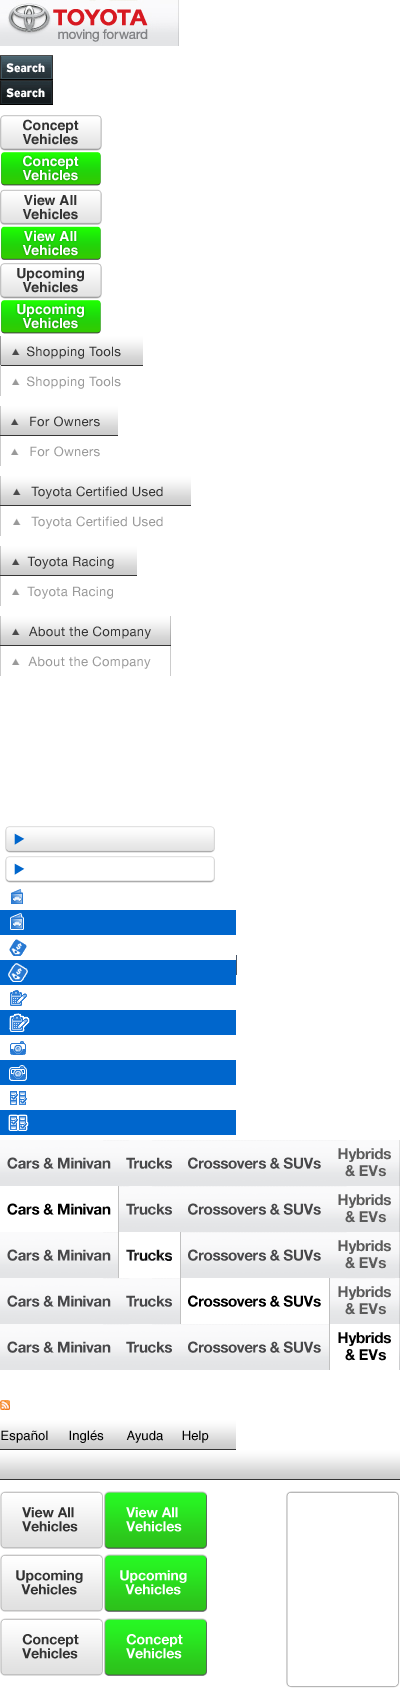 TOYOTA
moving forward
Search
Search
Concept
Vehicles
Concept
Vehicles
View All
Vehicles
View All
Vehicles
Upcoming
Vehicles
Upcoming
Vehicles
Shopping Tools
Shopping Tools
For Owners
For Owners
Toyota Certified Used
Toyota Certified Used
Toyota Racing
Toyota Racing
About the Company
About the Company
Cars & Minivan Trucks Crossovers & SUVs Hybrids
& EVs
Cars & Minivan Trucks Crossovers & SUVs Hybrids
& EVs
Cars & Minivan Trucks Crossovers & SUVs Hybrids
& EVs
Cars & Minivan Trucks Crossovers & SUVs Hybrids
& EVs
Cars & Minivan Trucks Crossovers & SUVs Hybrids
& EVs
Español Inglés Ayuda Help
View All
Vehicles
View All
Vehicles
Upcoming
Vehicles
Upcoming
Vehicles
Concept
Vehicles
Concept
Vehicles